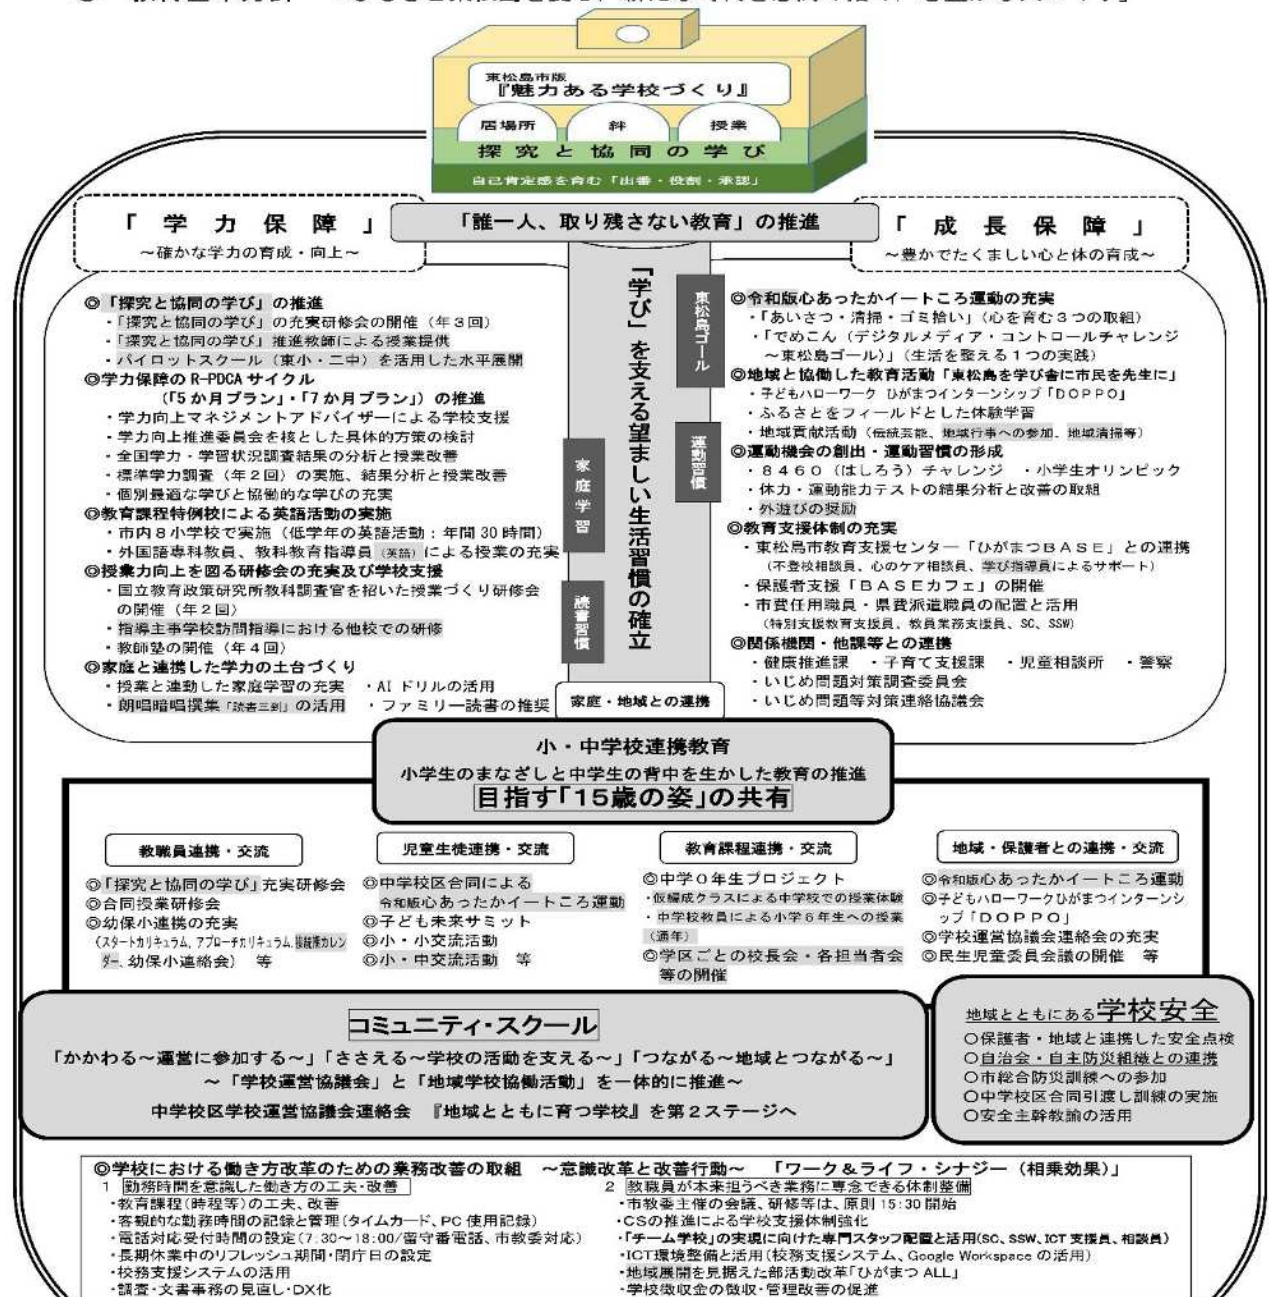 東松島市版
『魅力ある学校づくり』
居場所 絆 授業
探究と協同の学び
自己肯定感を育む「出番・役割・承認」
「誰一人、取り残さない教育」の推進
「学力保障」
～確かな学力の育成・向上～
◎「探究と協同の学び」の推進
・「探究と協同の学び」の充実研修会の開催（年３回）
・「探究と協同の学び」推進教師による授業提供
・パイロットスクール（東小・二中）を活用した水平展開
◎学力保障のR-PDCAサイクル
（「5か月プラン」・「7か月プラン」）の推進
・学力向上マネジメントアドバイザーによる学校支援
・学力向上推進委員会を核とした具体的方策の検討
・全国学力・学習状況調査結果の分析と授業改善
・標準学力調査（年２回）の実施、結果分析と授業改善
・個別最適な学びと協働的な学びの充実
◎教育課程特例校による英語活動の実施
・市内８小学校で実施（低学年の英語活動：年間30時間）
・外国語専科教員、教科教育指導員（英語）による授業の充実
◎授業力向上を図る研修会の充実及び学校支援
・国立教育政策研究所教科調査官を招いた授業づくり研修会
の開催（年２回）
・指導主事学校訪問指導における他校での研修
・教師塾の開催（年４回）
◎家庭と連携した学力の土台づくり
・授業と連動した家庭学習の充実 ・AIドリルの活用
・朗唱暗唱撰集「読書三到」の活用 ・ファミリー読書の推奨
「学び」を支える望ましい生活習慣の確立
東松島ゴール
運動習慣
家庭学習
読書習慣
家庭・地域との連携
「成長保障」
～豊かでたくましい心と体の育成～
◎令和版心あったかイートころ運動の充実
・「あいさつ・清掃・ゴミ拾い」（心を育む３つの取組）
・「でめこん（デジタルメディア・コントロールチャレンジ
～東松島ゴール）」（生活を整える１つの実践）
◎地域と協働した教育活動「東松島を学び舎に市民を先生に」
・子どもハローワーク ひがまつインターンシップ「DOPPO」
・ふるさとをフィールドとした体験学習
・地域貢献活動（伝統芸能、地域行事への参加、地域清掃等）
◎運動機会の創出・運動習慣の形成
・８４６０（はしろう）チャレンジ ・小学生オリンピック
・体力・運動能力テストの結果分析と改善の取組
・外遊びの奨励
◎教育支援体制の充実
・東松島市教育支援センター「ひがまつＢＡＳＥ」との連携
（不登校相談員、心のケア相談員、学び指導員によるサポート）
・保護者支援「ＢＡＳＥカフェ」の開催
・市費任用職員・県費派遣職員の配置と活用
（特別支援教育支援員、教員業務支援員、SC、SSW）
◎関係機関・他課等との連携
・健康推進課 ・子育て支援課 ・児童相談所 ・警察
・いじめ問題対策調査委員会
・いじめ問題等対策連絡協議会
小・中学校連携教育
小学生のまなざしと中学生の背中を生かした教育の推進
目指す「15歳の姿」の共有
教職員連携・交流
◎「探究と協同の学び」充実研修会
◎合同授業研修会
◎幼保小連携の充実
（スタートカリキュラム、アプローチカリキュラム、
ダー、幼保小連絡会） 等
児童生徒連携・交流
◎中学校区合同による
令和版心あったかイートころ運動
◎子ども未来サミット
◎小・小交流活動
◎小・中交流活動 等
教育課程連携・交流
◎中学０年生プロジェクト
・仮編成クラスによる中学校での授業体験
・中学校教員による小学６年生への授業
（通年）
◎学区ごとの校長会・各担当者会
等の開催
地域・保護者との連携・交流
◎令和版心あったかイートころ運動
◎子どもハローワークひがまつインターンシ
ップ「ＤＯＰＰＯ」
◎学校運営協議会連絡会の充実
◎民生児童委員会議の開催 等
コミュニティ・スクール
「かかわる～運営に参加する～」「ささえる～学校の活動を支える～」「つながる～地域とつながる～」
～「学校運営協議会」と「地域学校協働活動」を一体的に推進～
中学校区学校運営協議会連絡会 『地域とともに育つ学校』を第２ステージへ
地域とともにある学校安全
○保護者・地域と連携した安全点検
○自治会・自主防災組織との連携
○市総合防災訓練への参加
○中学校区合同引渡し訓練の実施
○安全主幹教諭の活用
◎学校における働き方改革のための業務改善の取組 ～意識改革と改善行動～ 「ワーク＆ライフ・シナジー（相乗効果）」
1 勤務時間を意識した働き方の工夫・改善
・教育課程（時程等）の工夫、改善
・客観的な勤務時間の記録と管理（タイムカード、PC使用記録）
・電話対応受付時間の設定（7:30～18:00/留守番電話、市教委対応）
・長期休業中のリフレッシュ期間・閉庁日の設定
・校務支援システムの活用
・調査・文書事務の見直し・DX化
2 教職員が本来担うべき業務に専念できる体制整備
・市教委主催の会議、研修等は、原則15:30開始
・CSの推進による学校支援体制強化
・「チーム学校」の実現に向けた専門スタッフ配置と活用（SC、SSW、ICT支援員、相談員）
・ICT環境整備と活用（校務支援システム、Google Workspaceの活用）
・地域展開を見据えた部活動改革「ひがまつALL」
・学校徴収金の徴収・管理改善の促進